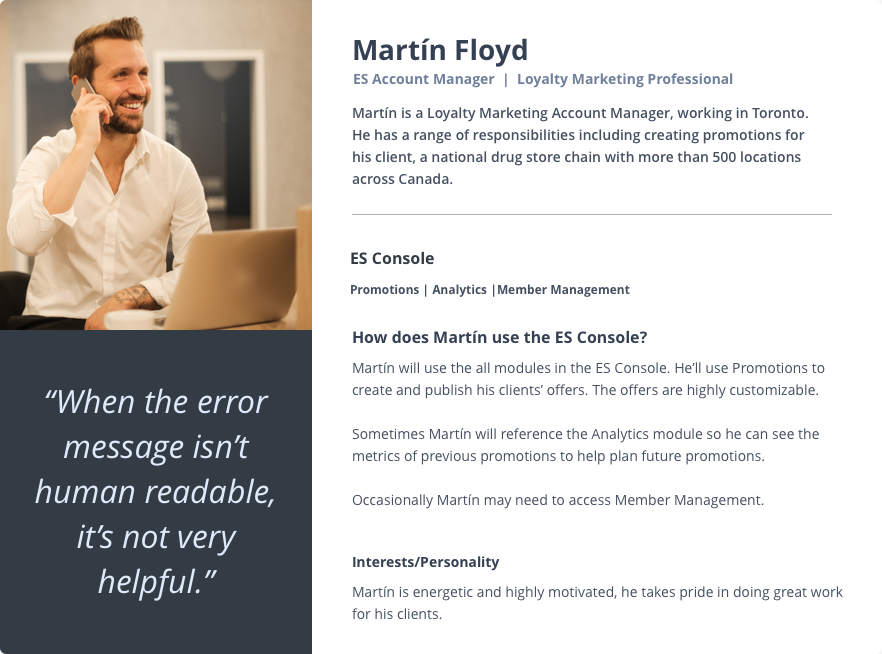 Martín Floyd
ES Account Manager | Loyalty Marketing Professional
Martín is a Loyalty Marketing Account Manager, working in Toronto.
He has a range of responsibilities including creating promotions for
his client, a national drug store chain with more than 500 locations
across Canada.
ES Console
Promotions | Analytics |Member Management
How does Martín use the ES Console?
Martín will use the all modules in the ES Console. He’ll use Promotions to
create and publish his clients’ offers. The offers are highly customizable.
Sometimes Martín will reference the Analytics module so he can see the
metrics of previous promotions to help plan future promotions.
Occasionally Martín may need to access Member Management.
Interests/Personality
Martín is energetic and highly motivated, he takes pride in doing great work
for his clients.
“When the error
message isn’t
human readable,
it’s not very
helpful.”